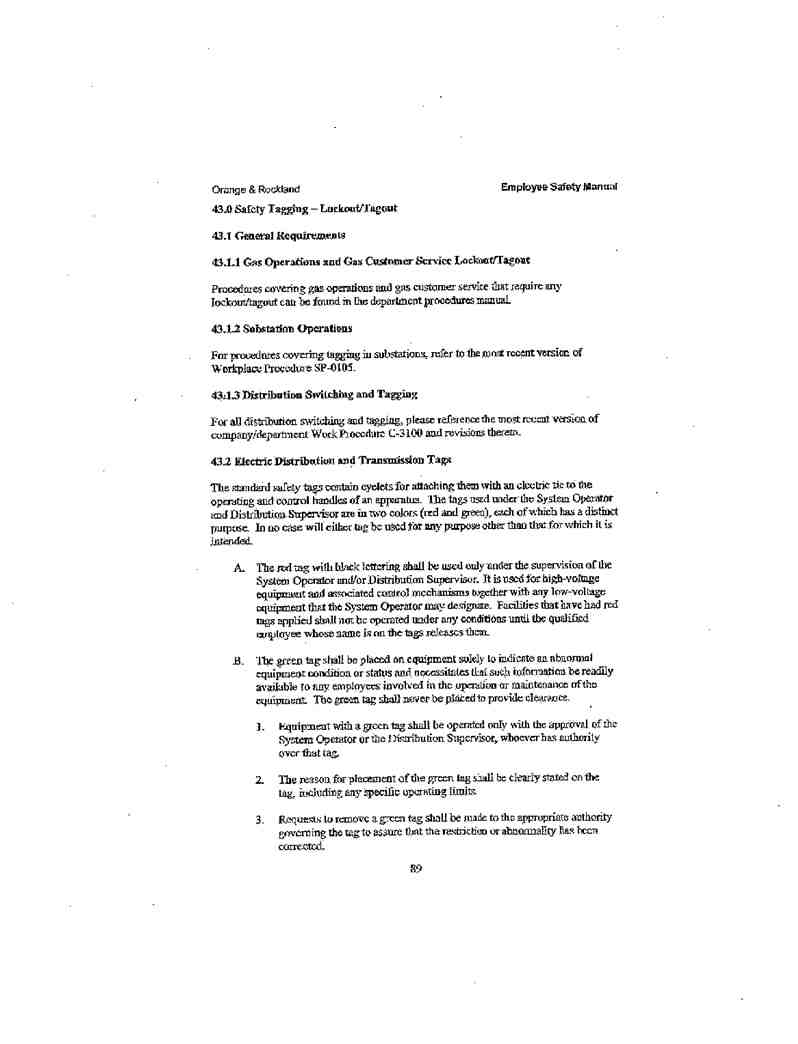 Orange & Rockland
Employee Safety Manual
43.0 Safety Tagging – Lockout/Tagout
43.1 General Requirements
43.1.1 Gas Operations and Gas Customer Service Lockout/Tagout
Procedures covering gas operations and gas customer service that require any
lockout/tagout can be found in the department procedures manual.
43.1.2 Substation Operations
For procedures covering tagging in substations, refer to the most recent version of
Workplace Procedure SP-0105.
43.1.3 Distribution Switching and Tagging
For all distribution switching and tagging, please reference the most recent version of
company/department Work Procedure C-3100 and revisions thereto.
43.2 Electric Distribution and Transmission Tags
The standard safety tags contain eyelets for attaching them with an electric tie to the
operating and control handles of an apparatus. The tags used under the System Operator
and Distribution Supervisor are in two colors (red and green), each of which has a distinct
purpose. In no case will either tag be used for any purpose other than that for which it is
intended.
A. The red tag with black lettering shall be used only under the supervision of the
System Operator and/or Distribution Supervisor. It is used for high-voltage
equipment and associated control mechanisms together with any low-voltage
equipment that the System Operator may designate. Facilities that have had red
tags applied shall not be operated under any conditions until the qualified
employee whose name is on the tags releases them.
B. The green tag shall be placed on equipment solely to indicate an abnormal
equipment condition or status and necessitates that such information be readily
available to any employees involved in the operation or maintenance of the
equipment. The green tag shall never be placed to provide clearance.
1. Equipment with a green tag shall be operated only with the approval of the
System Operator or the Distribution Supervisor, whoever has authority
over that tag.
2. The reason for placement of the green tag shall be clearly stated on the
tag, including any specific operating limits.
3. Requests to remove a green tag shall be made to the appropriate authority
governing the tag to assure that the restriction or abnormality has been
corrected.
89